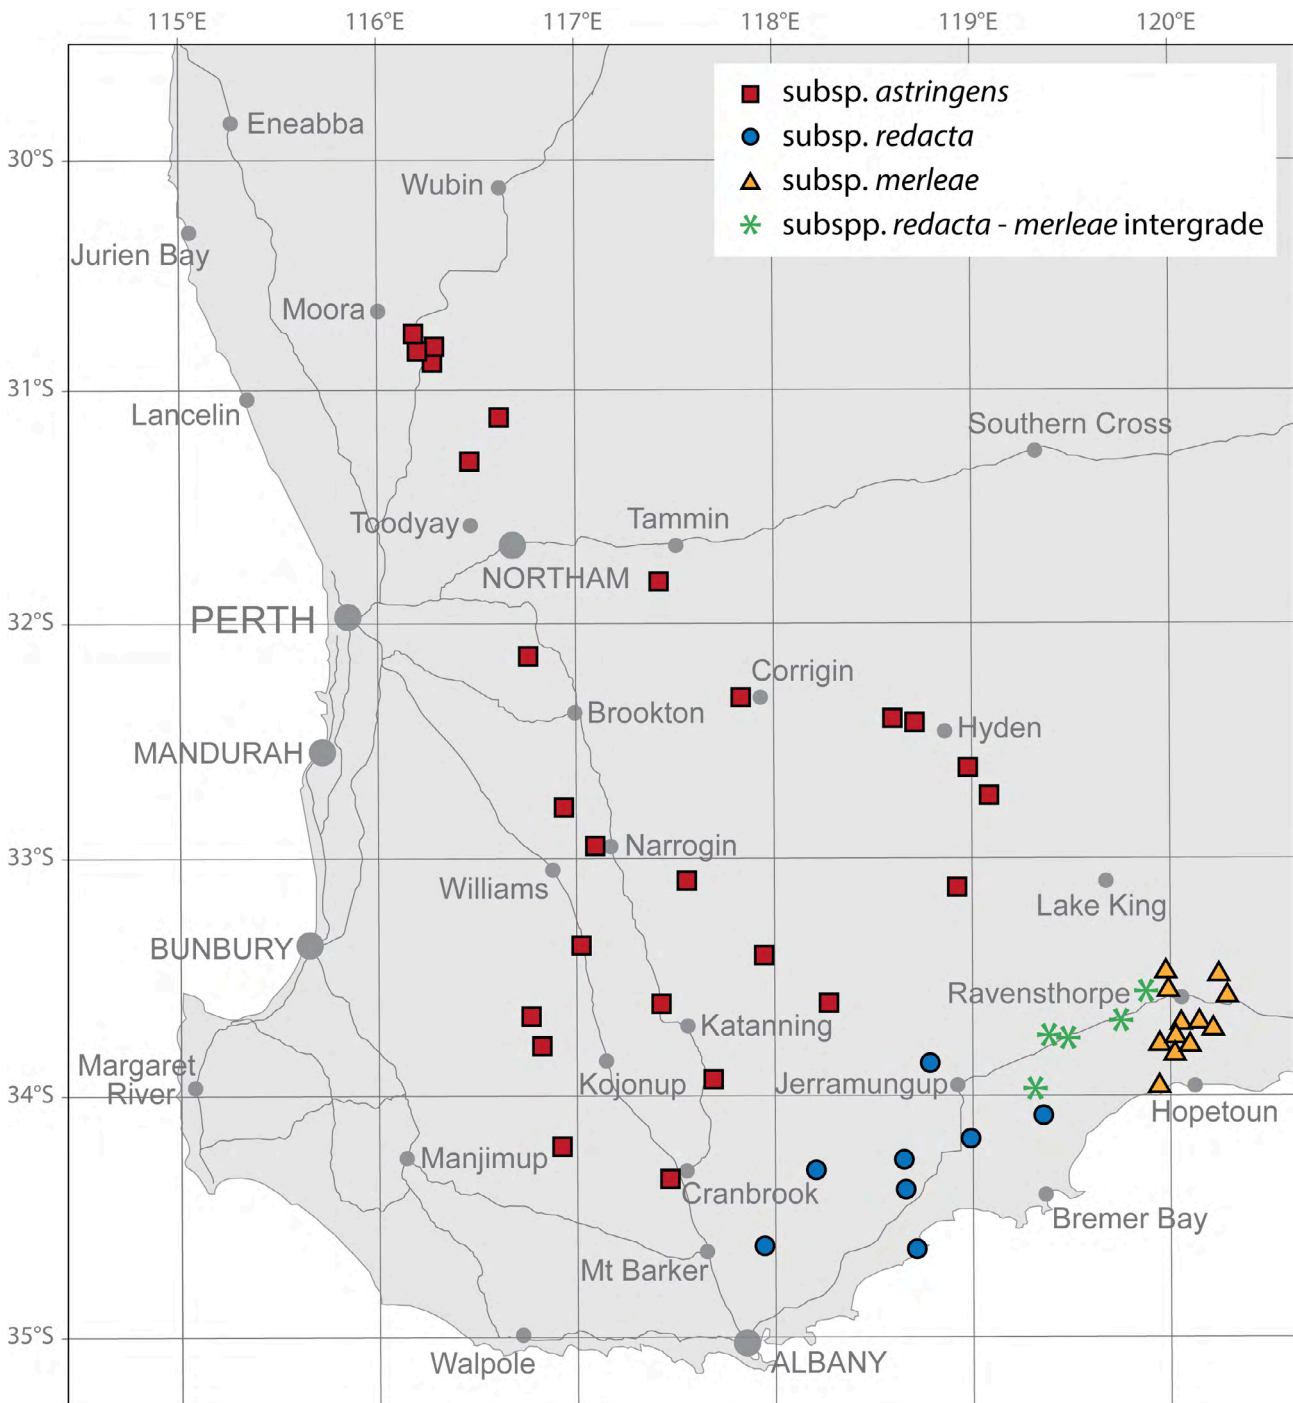 115°E 116°E 117°E 118°E 119°E 120°E
subsp. astringens
subsp. redacta
subsp. merleae
subspp. redacta - merleae intergrade
Eneabba
30°S
Wubin
Jurien Bay
Moora
31°S
Lancelin
Southern Cross
Toodyay
Tammin
NORTHAM
PERTH
32°S
Corrigin
Brookton
Hyden
MANDURAH
Narrogin
33°S
Williams
Lake King
BUNBURY
Ravensthorpe
Katanning
Margaret
River
Kojonup
Jerramungup
34°S
Hopetoun
Manjimup
Cranbrook
Bremer Bay
Mt Barker
35°S
Walpole
ALBANY